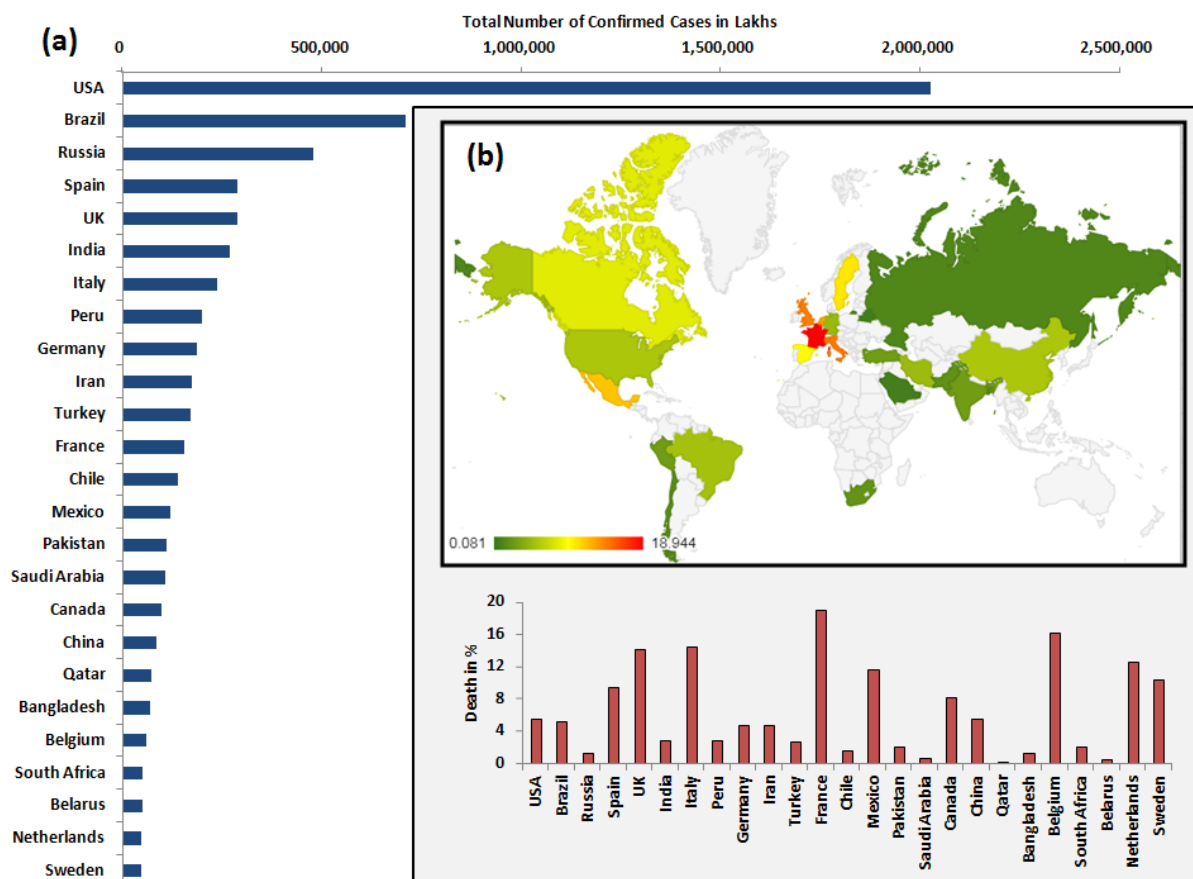 Total Number of Confirmed Cases in Lakhs
(a)
0 500,000 1,000,000 1,500,000 2,000,000 2,500,000
USA
Brazil
Russia
Spain
UK
India
Italy
Peru
Germany
Iran
Turkey
France
Chile
Mexico
Pakistan
Saudi Arabia
Canada
China
Qatar
Bangladesh
Belgium
South Africa
Belarus
Netherlands
Sweden
(b)
0.081 18.944
Death in %
20
16
12
8
4
0
USA
Brazil
Russia
Spain
UK
India
Italy
Peru
Germany
Iran
Turkey
France
Chile
Mexico
Pakistan
Saudi Arabia
Canada
China
Qatar
Bangladesh
Belgium
South Africa
Belarus
Netherlands
Sweden